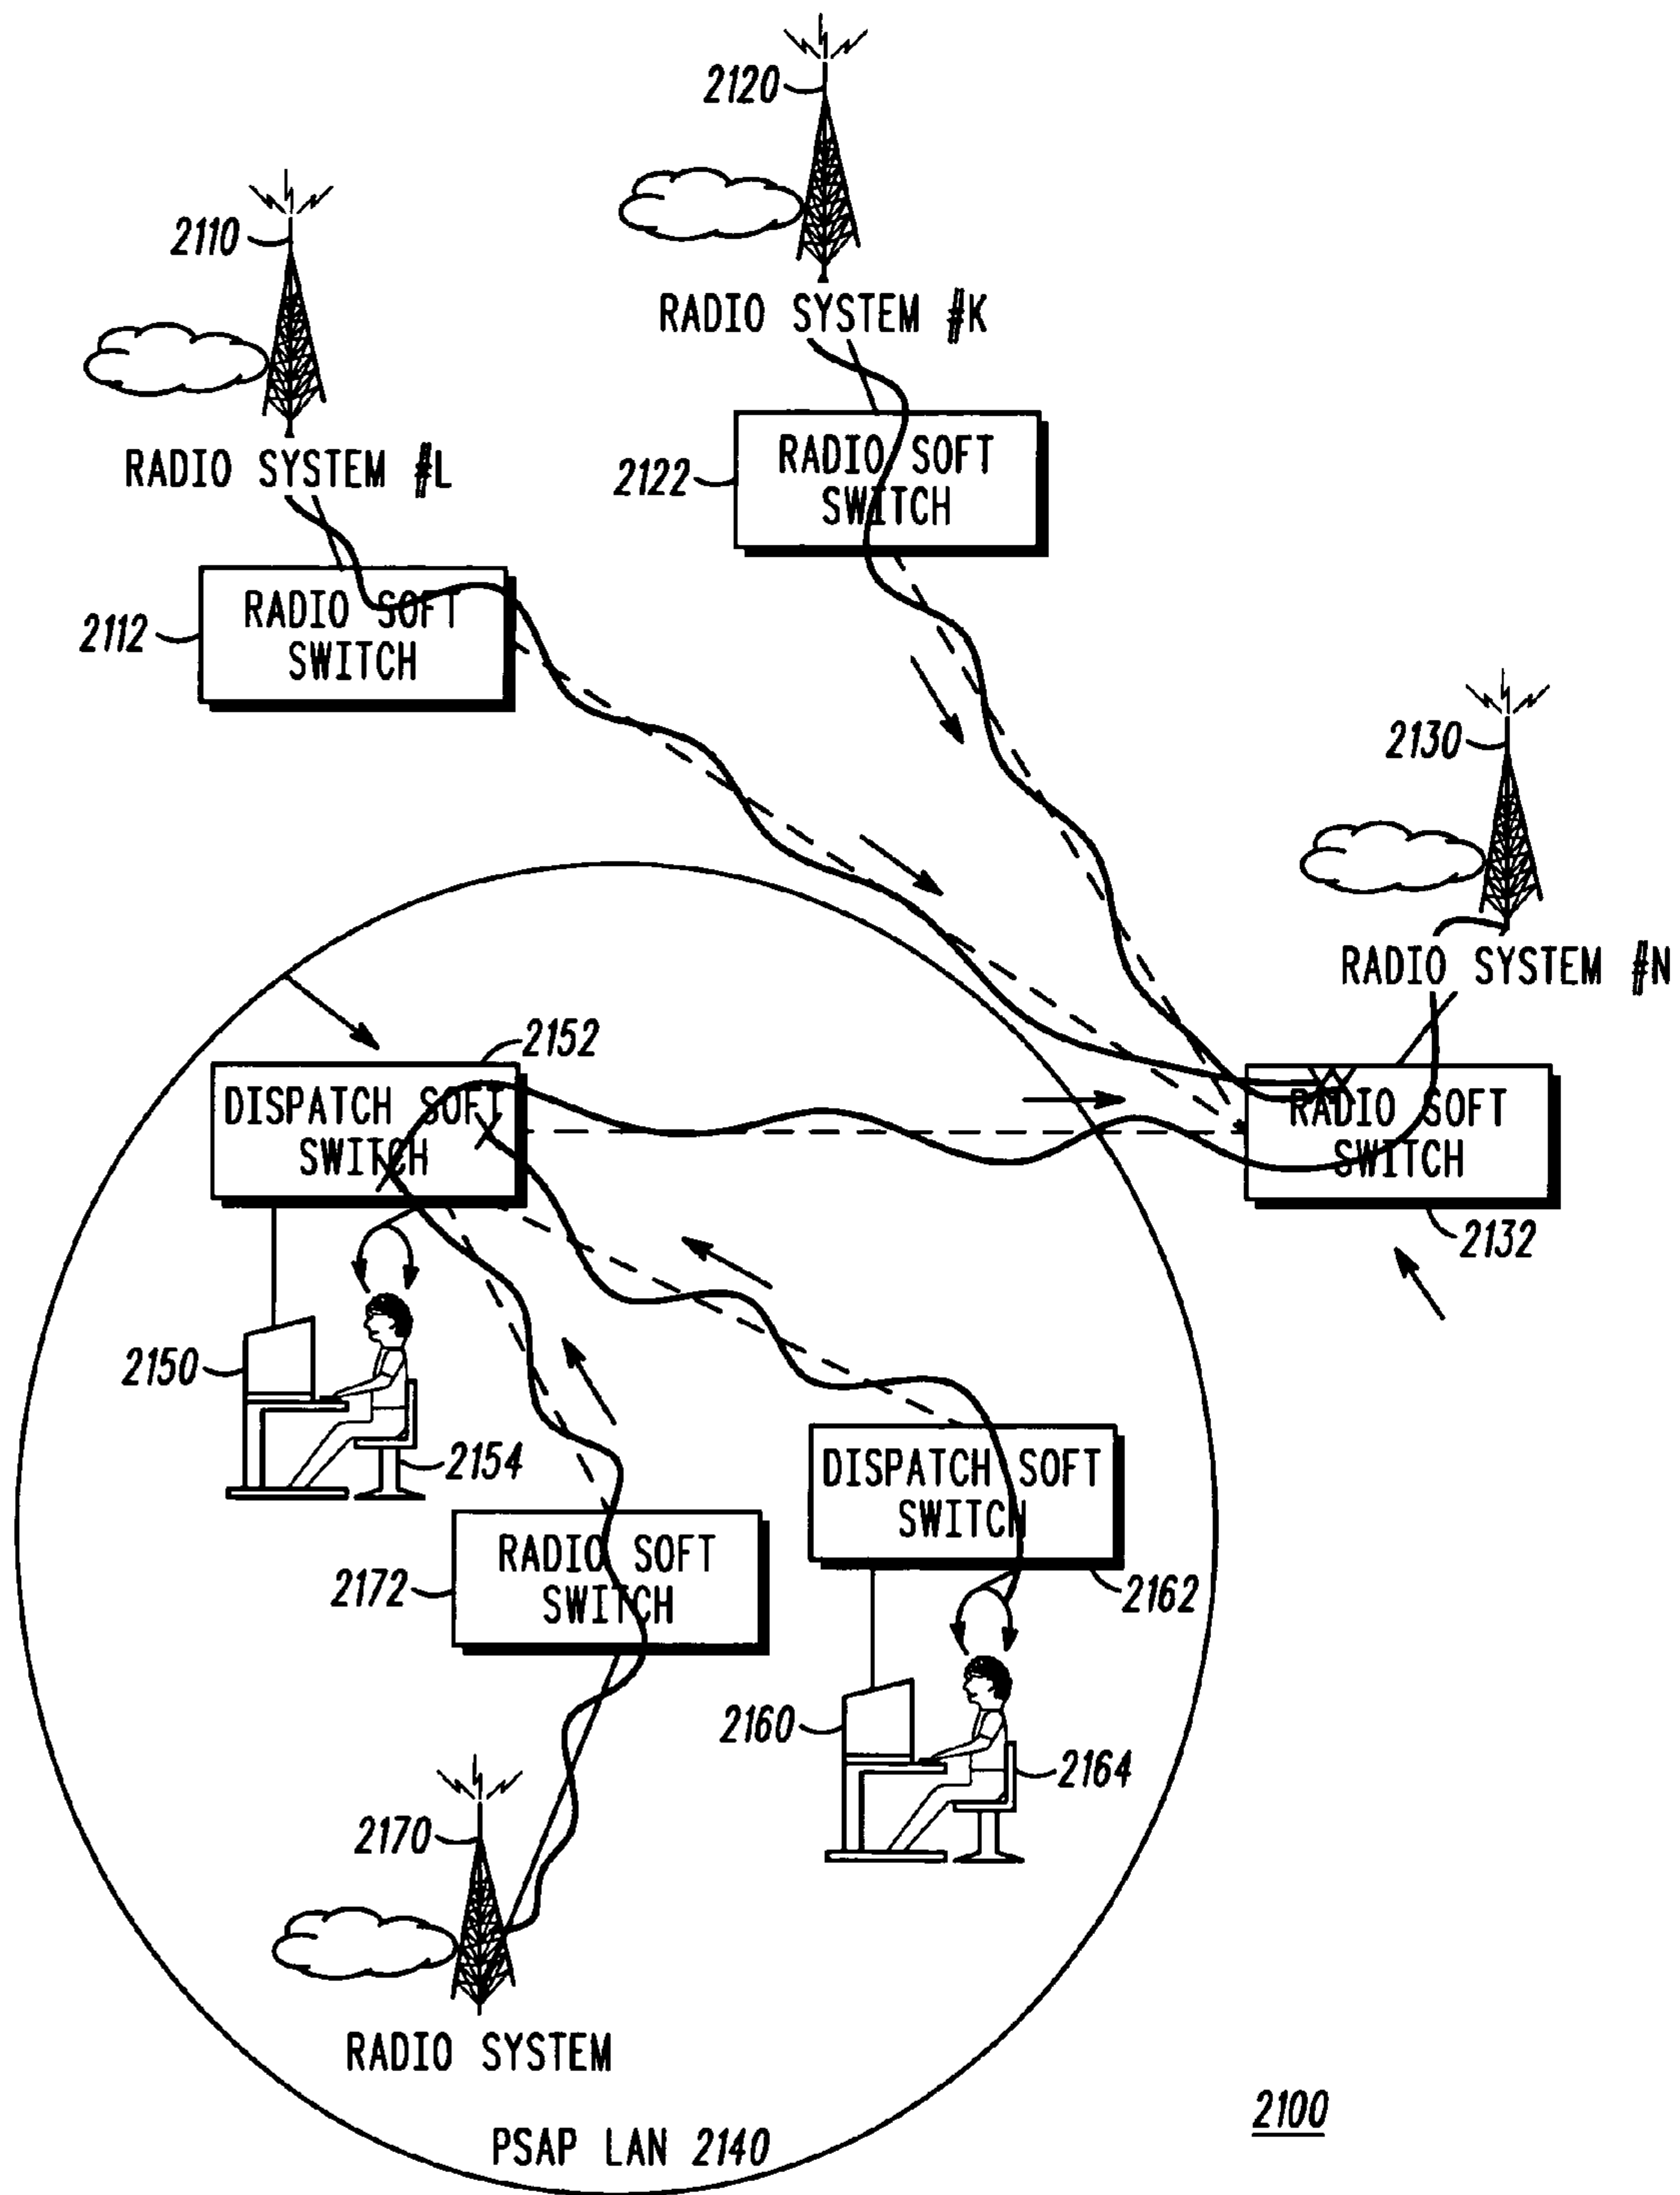 2120
2110
RADIO SYSTEM #K
RADIO SYSTEM #L
2122
RADIO SOFT
SWITCH
2112
RADIO SOFT
SWITCH
2130
RADIO SYSTEM #N
2152
DISPATCH SOFT
SWITCH
RADIO SOFT
SWITCH
2132
2150
2154
DISPATCH SOFT
SWITCH
2162
2172
RADIO SOFT
SWITCH
2160
2164
2170
RADIO SYSTEM
PSAP LAN 2140
2100